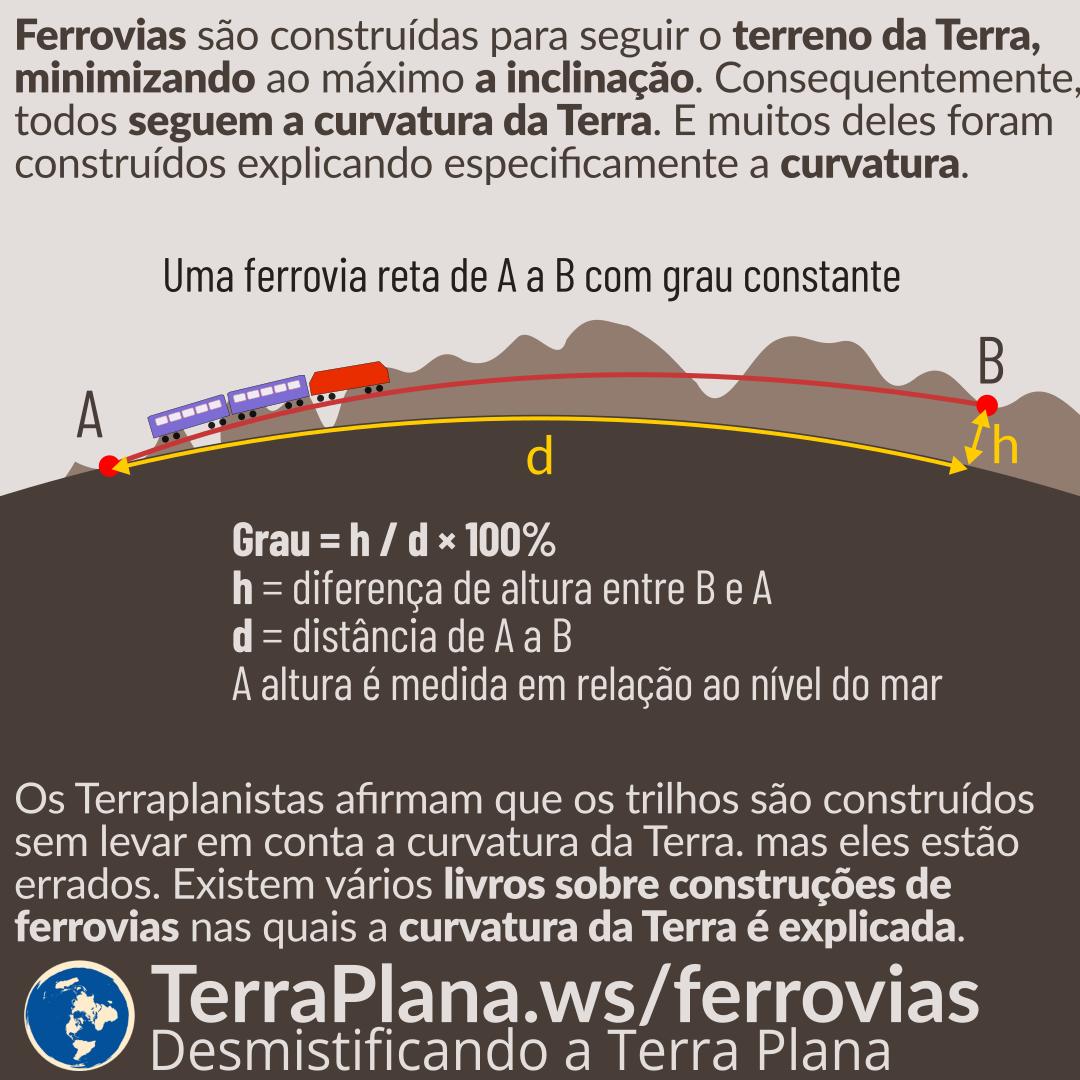 Ferrovias são construídas para seguir o terreno da Terra,
minimizando ao máximo a inclinação. Consequentemente,
todos seguem a curvatura da Terra. E muitos deles foram
construídos explicando especificamente a curvatura.
Uma ferrovia reta de A a B com grau constante
A
B
h
d
Grau = h / d × 100%
h = diferença de altura entre B e A
d = distância de A a B
A altura é medida em relação ao nível do mar
Os Terraplanistas afirmam que os trilhos são construídos
sem levar em conta a curvatura da Terra. mas eles estão
errados. Existem vários livros sobre construções de
ferrovias nas quais a curvatura da Terra é explicada.
TerraPlana.ws/ferrovias
Desmistificando a Terra Plana